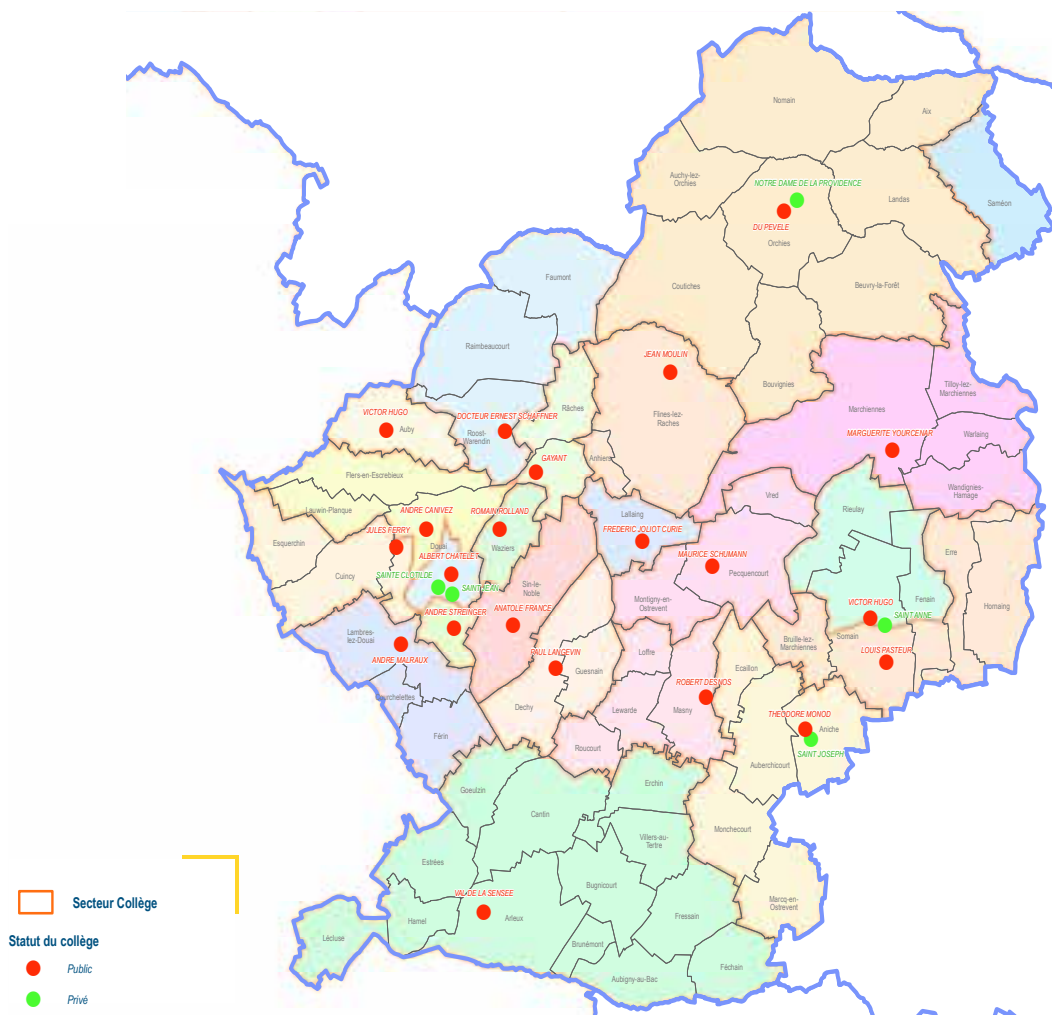 Nomain
Aix
Auchy-lez-
Orchies
NOTRE DAME DE LA PROVIDENCE
Landas
Saméon
DU PEVELE
Orchies
Faumont
Coutiches
Beuvry-la-Forêt
Raimbeaucourt
JEAN MOULIN
Bouvignies
Tilloy-lez-
Marchiennes
Râches
Marchiennes
VICTOR HUGO
Auby
DOCTEUR ERNEST SCHAFFNER
Roost-
Warendin
Flines-lez-
Raches
MARGUERITE YOURCENAR
Warlaing
Anhiers
GAYANT
Flers-en-Escrebieux
Wandignies-
Hamage
Vred
Rieulay
Lauwin-Planque
ANDRE CANIVEZ
ROMAIN ROLLAND
Lallaing
FREDERIC JOLIOT CURIE
JULES FERRY
Esquerchin
Douai
Waziers
ALBERT CHATELET
MAURICE SCHUMANN
Pecquencourt
Erre
Cuincy
SAINTE CLOTILDE
SAINT JEAN
Sin-le-
Noble
Montigny-en-
Ostrevent
Fenain
Hornaing
VICTOR HUGO
SAINT ANNE
ANDRE STREINGER
ANATOLE FRANCE
Lambres-
lez-Douai
Bruille-lez-
Marchiennes
Somain
LOUIS PASTEUR
ANDRE MALRAUX
PAUL LANGEVIN
Loffre
Guesnain
Ecaillon
ROBERT DESNOS
Courchelettes
Dechy
Lewarde
Masny
THEODORE MONOD
Aniche
SAINT JOSEPH
Férin
Roucourt
Auberchicourt
Goeulzin
Erchin
Cantin
Monchecourt
Villers-au-
Tertre
Estrées
Bugnicourt
VAL DE LA SENSEE
Marcq-en-
Ostrevent
Hamel
Arleux
Fressain
Lécluse
Brunémont
Féchain
Aubigny-au-Bac
Secteur Collège
Statut du collège
Public
Privé